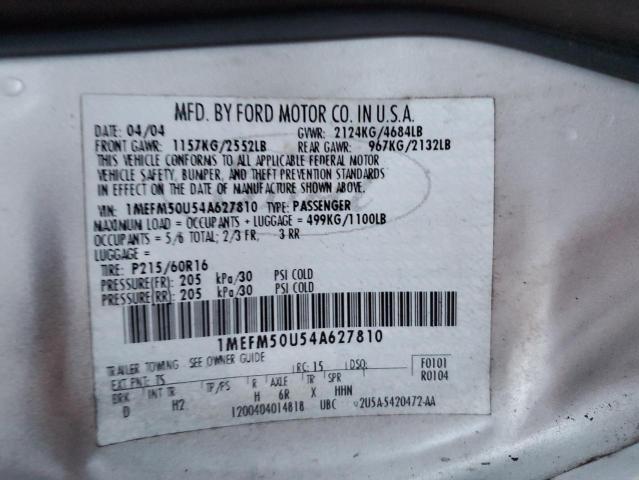 MFD. BY FORD MOTOR CO. IN U.S.A.
DATE: 04/04 GVWR: 2124KG/4684LB
FRONT GAWR: 1157KG/2552LB REAR GAWR: 967KG/2132LB
THIS VEHICLE CONFORMS TO ALL APPLICABLE FEDERAL MOTOR
VEHICLE SAFETY, BUMPER, AND THEFT PREVENTION STANDARDS
IN EFFECT ON THE DATE OF MANUFACTURE SHOWN ABOVE.
VIN: 1MEFM50U54A627810 TYPE: PASSENGER
MAXIMUM LOAD = OCCUPANTS + LUGGAGE = 499KG/1100LB
OCCUPANTS = 5/6 TOTAL; 2/3 FR, 3 RR
LUGGAGE =
TIRE: P215/60R16
PRESSURE(FR): 205 kPa/30 PSI COLD
PRESSURE(RR): 205 kPa/30 PSI COLD
1MEFM50U54A627810
TRAILER TOWING - SEE OWNER GUIDE
EXT PNT: TS RC: 15 DSO: F0101
BRK INT TR TP/PS R AXLE TR SPR R0104
D H2 H 6R X HHN
I200404014818 UBC 2U5A-5420472-AA